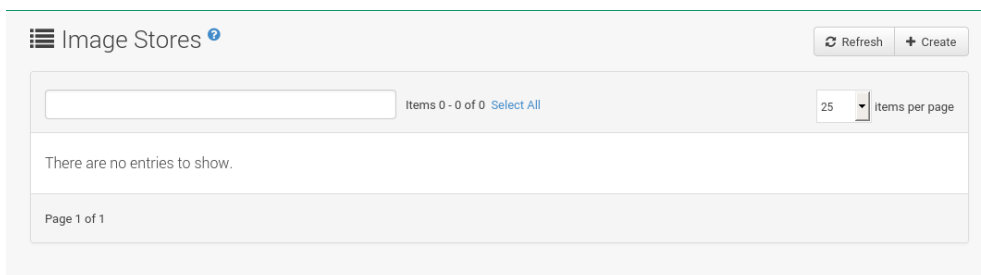 Image Stores ?
Refresh Create
Items 0 - 0 of 0 Select All 25 items per page
There are no entries to show.
Page 1 of 1